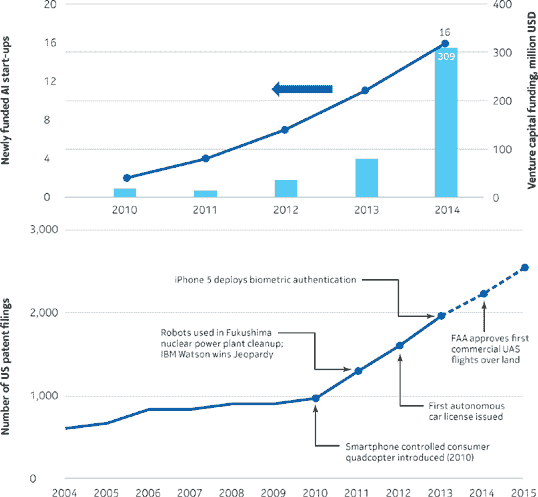 Newly funded AI start-ups
20
16
12
8
4
0
16
309
2010 2011 2012 2013 2014
400
300
200
100
0
Venture capital funding, million USD
Number of US patent filings
3,000
2,000
1,000
0
iPhone 5 deploys biometric authentication
Robots used in Fukushima
nuclear power plant cleanup;
IBM Watson wins Jeopardy
FAA approves first
commercial UAS
flights over land
First autonomous
car license issued
Smartphone controlled consumer
quadcopter introduced (2010)
2004 2005 2006 2007 2008 2009 2010 2011 2012 2013 2014 2015